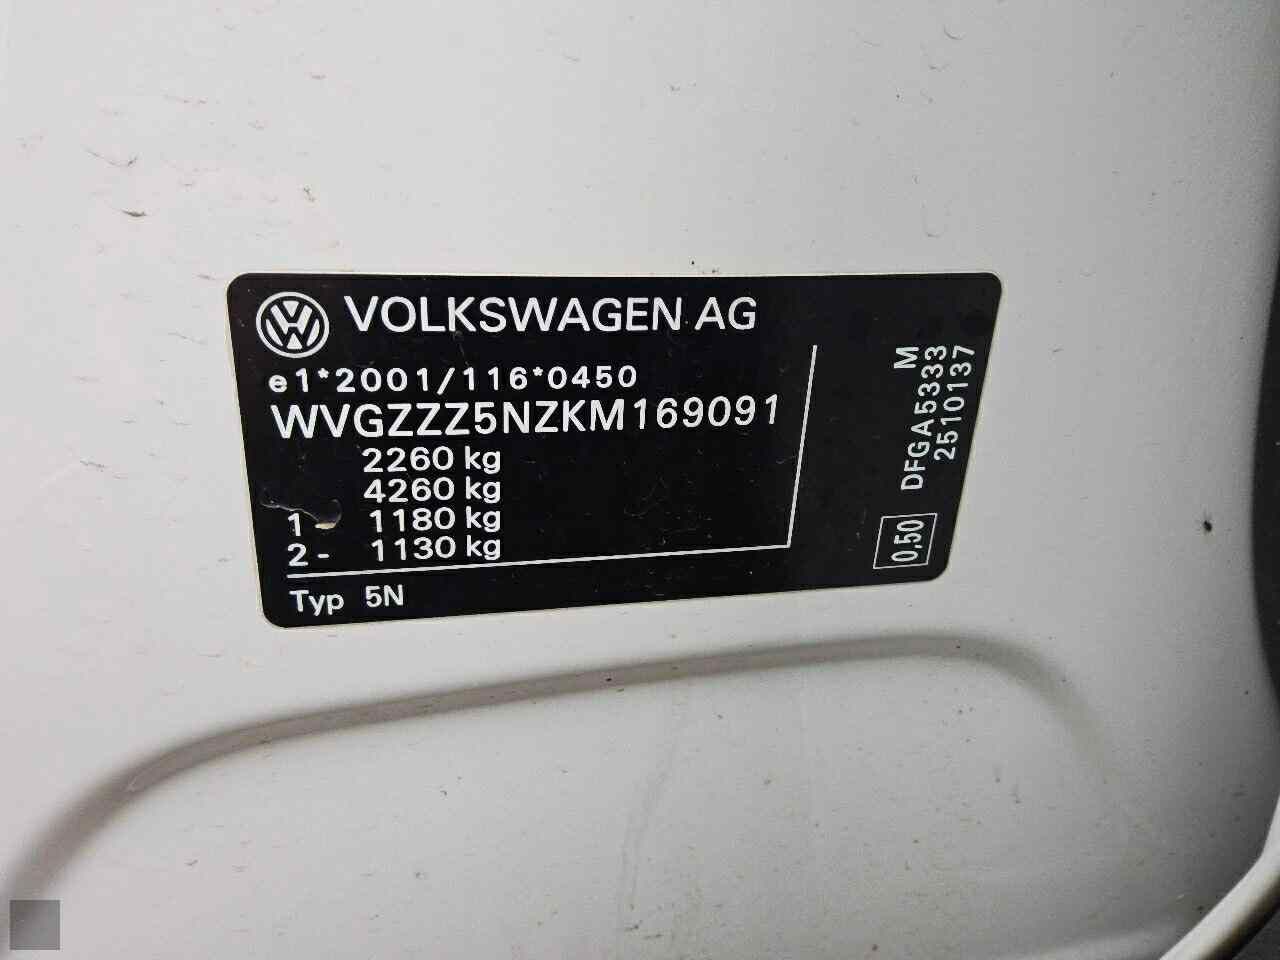 VOLKSWAGEN AG
e1*2001/116*0450
WVGZZZ5NZKM169091
2260 kg
4260 kg
1 - 1180 kg
2 - 1130 kg
Typ 5N
M
DFGA5333
2510137
0,50